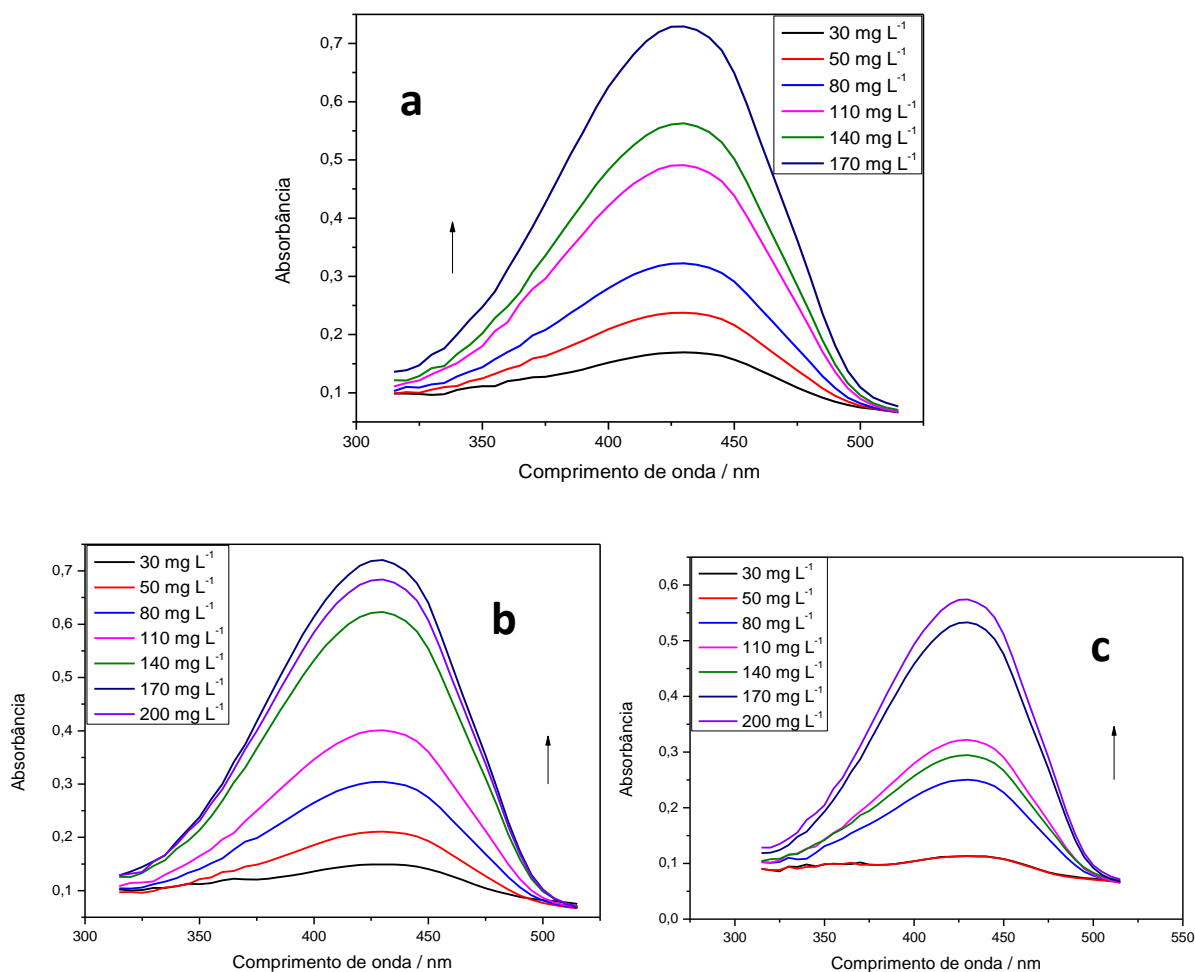 a
30 mg L⁻¹
50 mg L⁻¹
80 mg L⁻¹
110 mg L⁻¹
140 mg L⁻¹
170 mg L⁻¹
0,7
0,6
0,5
0,4
0,3
0,2
0,1
Absorbância
300 350 400 450 500
Comprimento de onda / nm
b
30 mg L⁻¹
50 mg L⁻¹
80 mg L⁻¹
110 mg L⁻¹
140 mg L⁻¹
170 mg L⁻¹
200 mg L⁻¹
0,7
0,6
0,5
0,4
0,3
0,2
0,1
Absorbância
300 350 400 450 500
Comprimento de onda / nm
c
30 mg L⁻¹
50 mg L⁻¹
80 mg L⁻¹
110 mg L⁻¹
140 mg L⁻¹
170 mg L⁻¹
200 mg L⁻¹
0,6
0,5
0,4
0,3
0,2
0,1
0,0
Absorbância
300 350 400 450 500 550
Comprimento de onda / nm